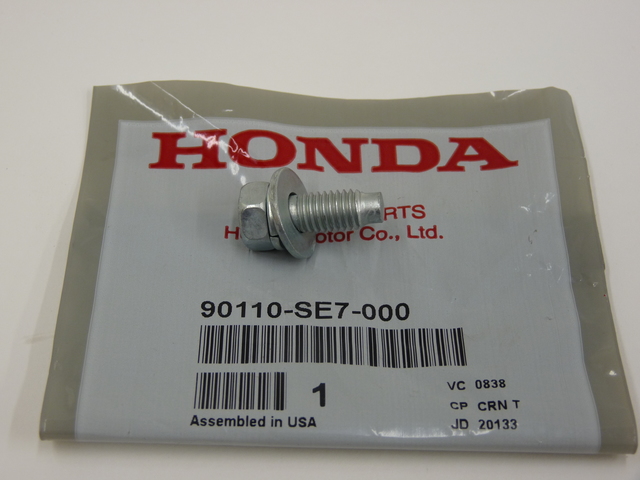 HONDA
RTS
H otor Co., Ltd.
90110-SE7-000
1
VC 0838
CP CRN T
Assembled in USA
JD 20133